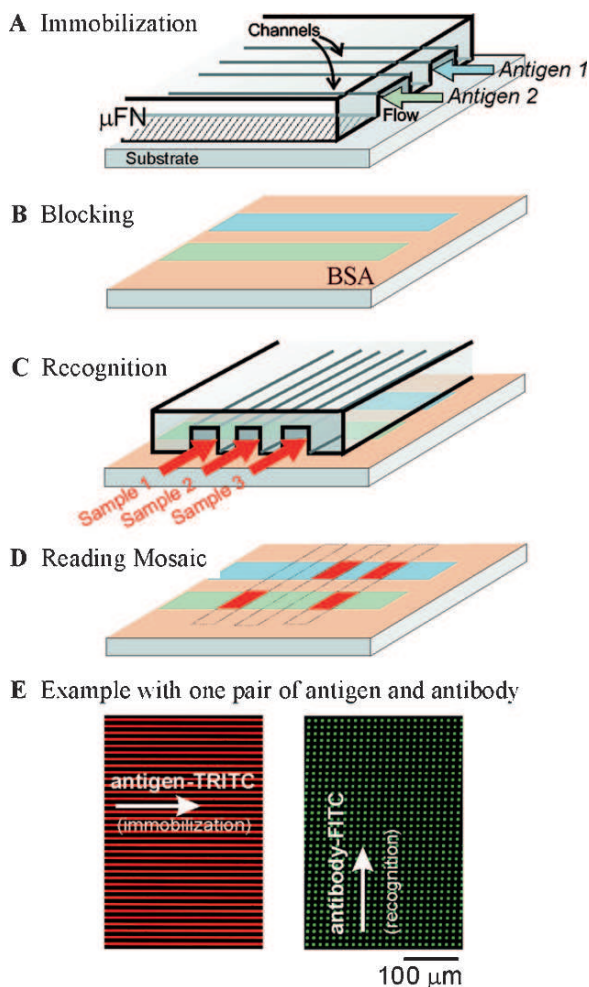 A Immobilization
Channels
Antigen 1
Antigen 2
Flow
μFN
Substrate
B Blocking
BSA
C Recognition
Sample 1
Sample 2
Sample 3
D Reading Mosaic
E Example with one pair of antigen and antibody
antigen-TRITC
(immobilization)
antibody-FITC
(recognition)
100 μm